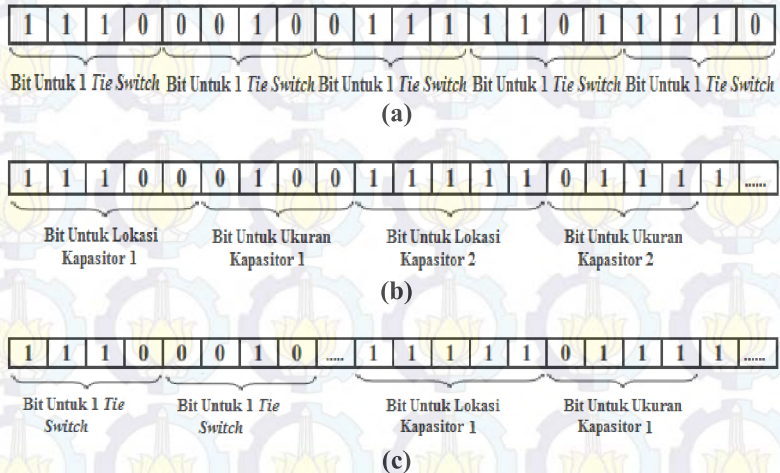 1 1 1 0 0 0 1 0 0 1 1 1 1 1 0 1 1 1 1 0
Bit Untuk 1 Tie Switch Bit Untuk 1 Tie Switch Bit Untuk 1 Tie Switch Bit Untuk 1 Tie Switch Bit Untuk 1 Tie Switch
(a)
1 1 1 0 0 0 1 0 0 1 1 1 1 1 0 1 1 1 1 ......
Bit Untuk Lokasi
Kapasitor 1
Bit Untuk Ukuran
Kapasitor 1
Bit Untuk Lokasi
Kapasitor 2
Bit Untuk Ukuran
Kapasitor 2
(b)
1 1 1 0 0 0 1 0 ..... 1 1 1 1 1 0 1 1 1 1 ......
Bit Untuk 1 Tie
Switch
Bit Untuk 1 Tie
Switch
Bit Untuk Lokasi
Kapasitor 1
Bit Untuk Ukuran
Kapasitor 1
(c)